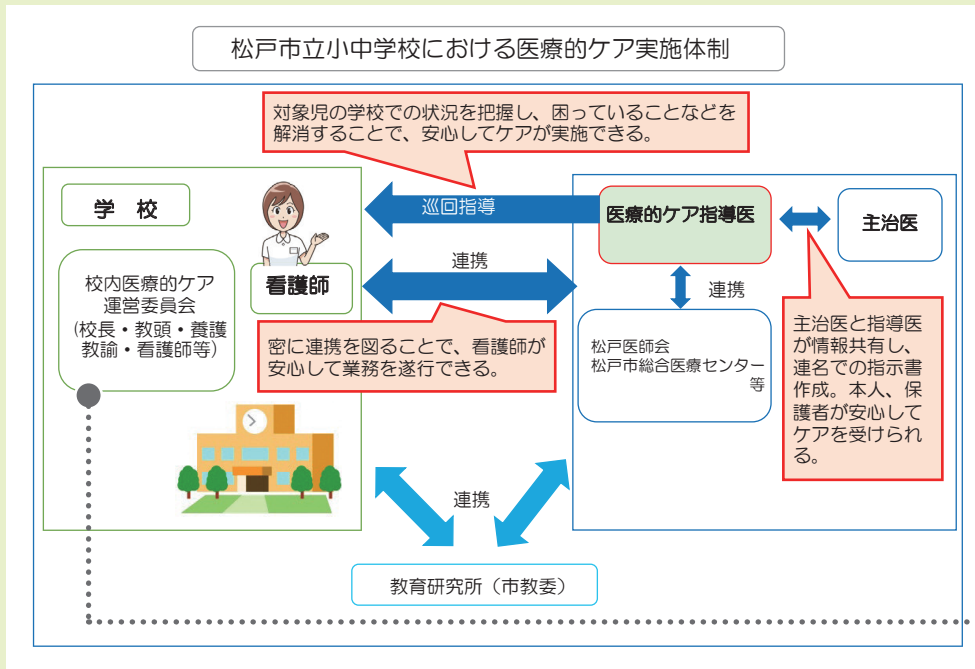 松戸市立小中学校における医療的ケア実施体制
対象児の学校での状況を把握し、困っていることなどを
解消することで、安心してケアが実施できる。
学 校
巡回指導
医療的ケア指導医
主治医
校内医療的ケア
運営委員会
(校長・教頭・養護
教諭・看護師等)
看護師
連携
連携
密に連携を図ることで、看護師が
安心して業務を遂行できる。
松戸医師会
松戸市総合医療センター
等
主治医と指導医
が情報共有し、
連名での指示書
作成。本人、保
護者が安心して
ケアを受けられ
る。
連携
教育研究所（市教委）